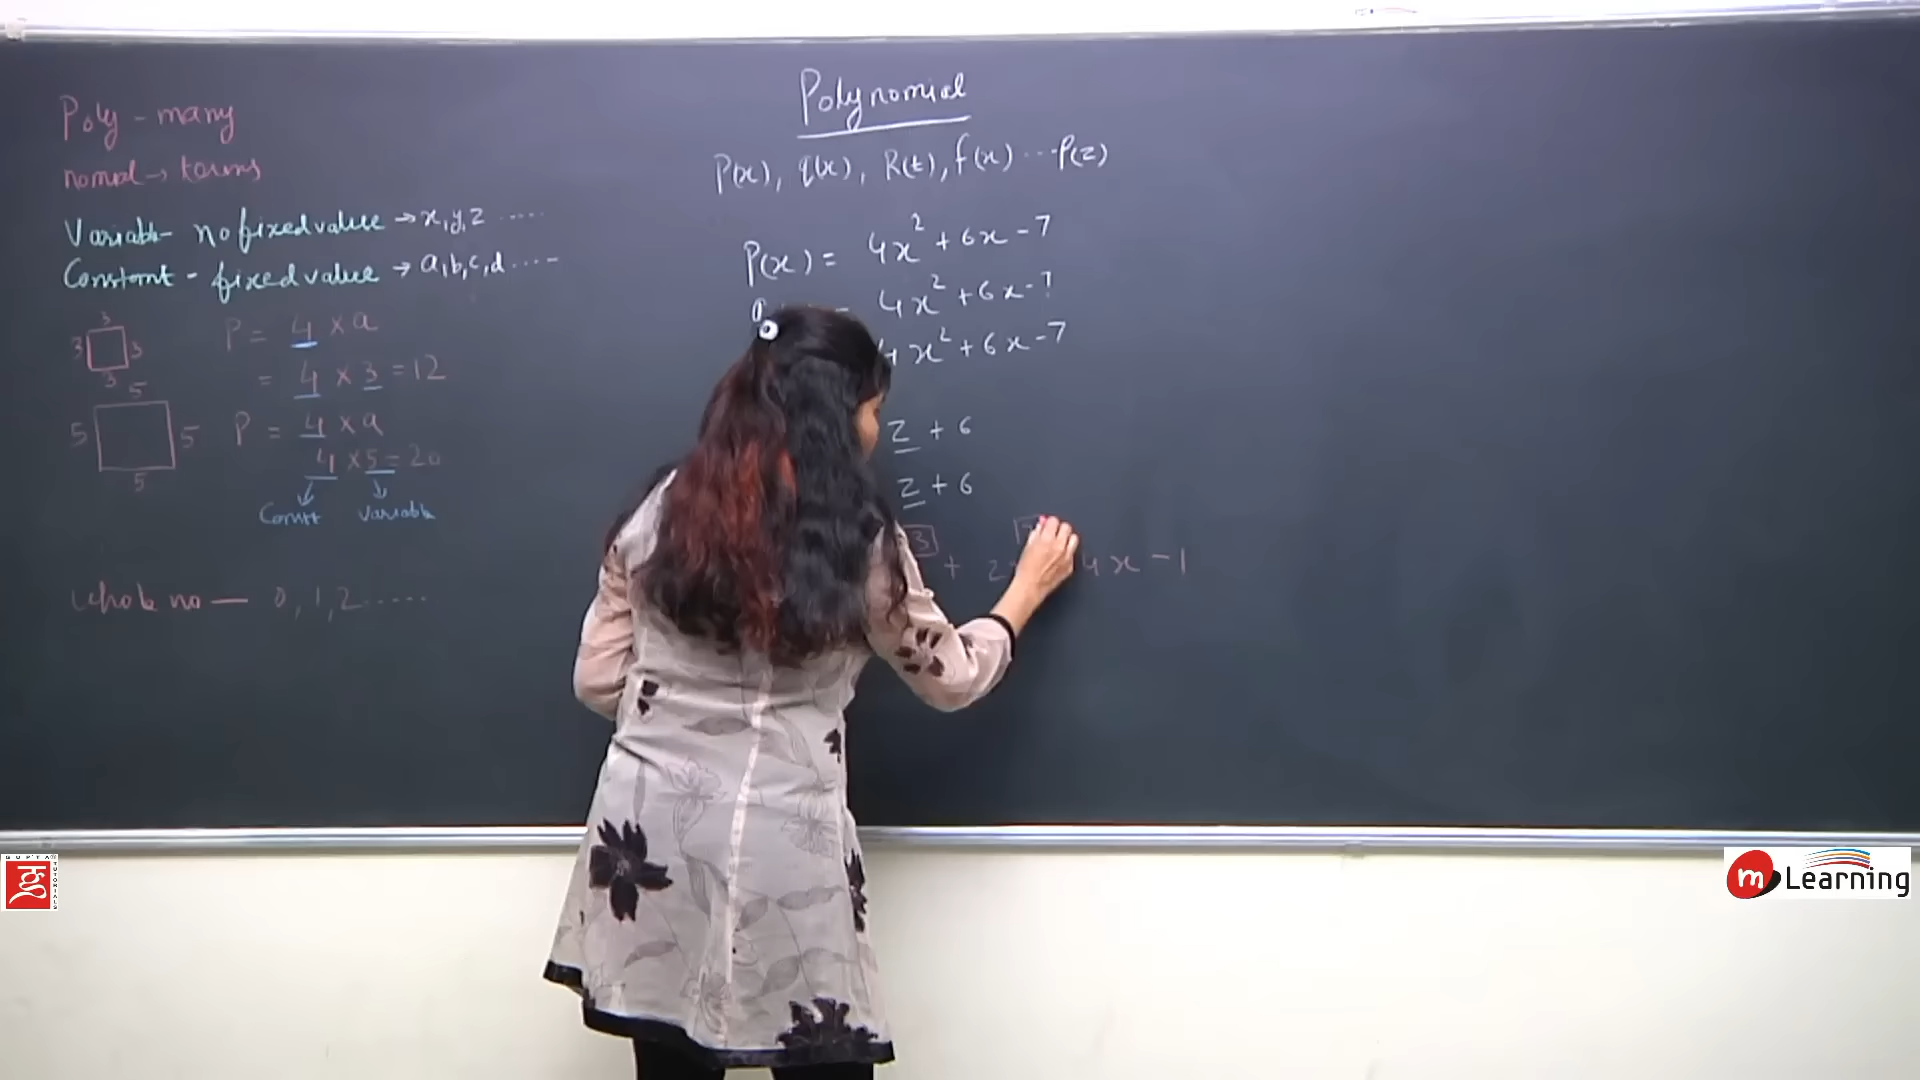 Poly - many
nomial → terms
Variable - no fixed value → x, y, z .....
Constant - fixed value → a, b, c, d .....
3
3 3
3
P = 4 × a
= 4 × 3 = 12
5
5 5
5
P = 4 × a
4 × 5 = 20
Const Variable
whole no — 0, 1, 2 .....
Polynomial
P(x), q(x), R(t), f(x) ... P(z)
P(x) = 4x² + 6x - 7
= 4x² + 6x - 7
4x² + 6x - 7
z + 6
z + 6
3
+ 2 4x - 1
GUPTA TUTORIALS
m Learning